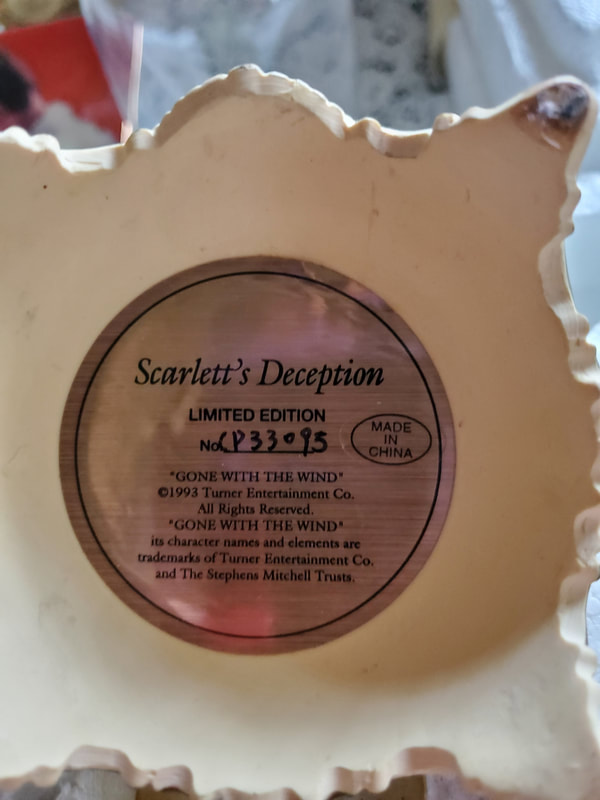 Scarlett's Deception
LIMITED EDITION
No. CP33095
MADE
IN
CHINA
"GONE WITH THE WIND"
©1993 Turner Entertainment Co.
All Rights Reserved.
"GONE WITH THE WIND"
its character names and elements are
trademarks of Turner Entertainment Co.
and The Stephens Mitchell Trusts.